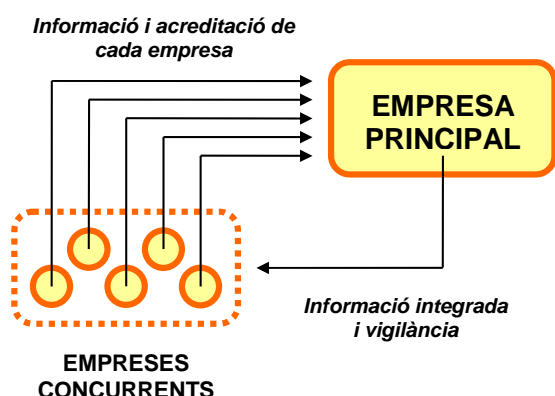 Informació i acreditació de
cada empresa
EMPRESA
PRINCIPAL
Informació integrada
i vigilància
EMPRESES
CONCURRENTS